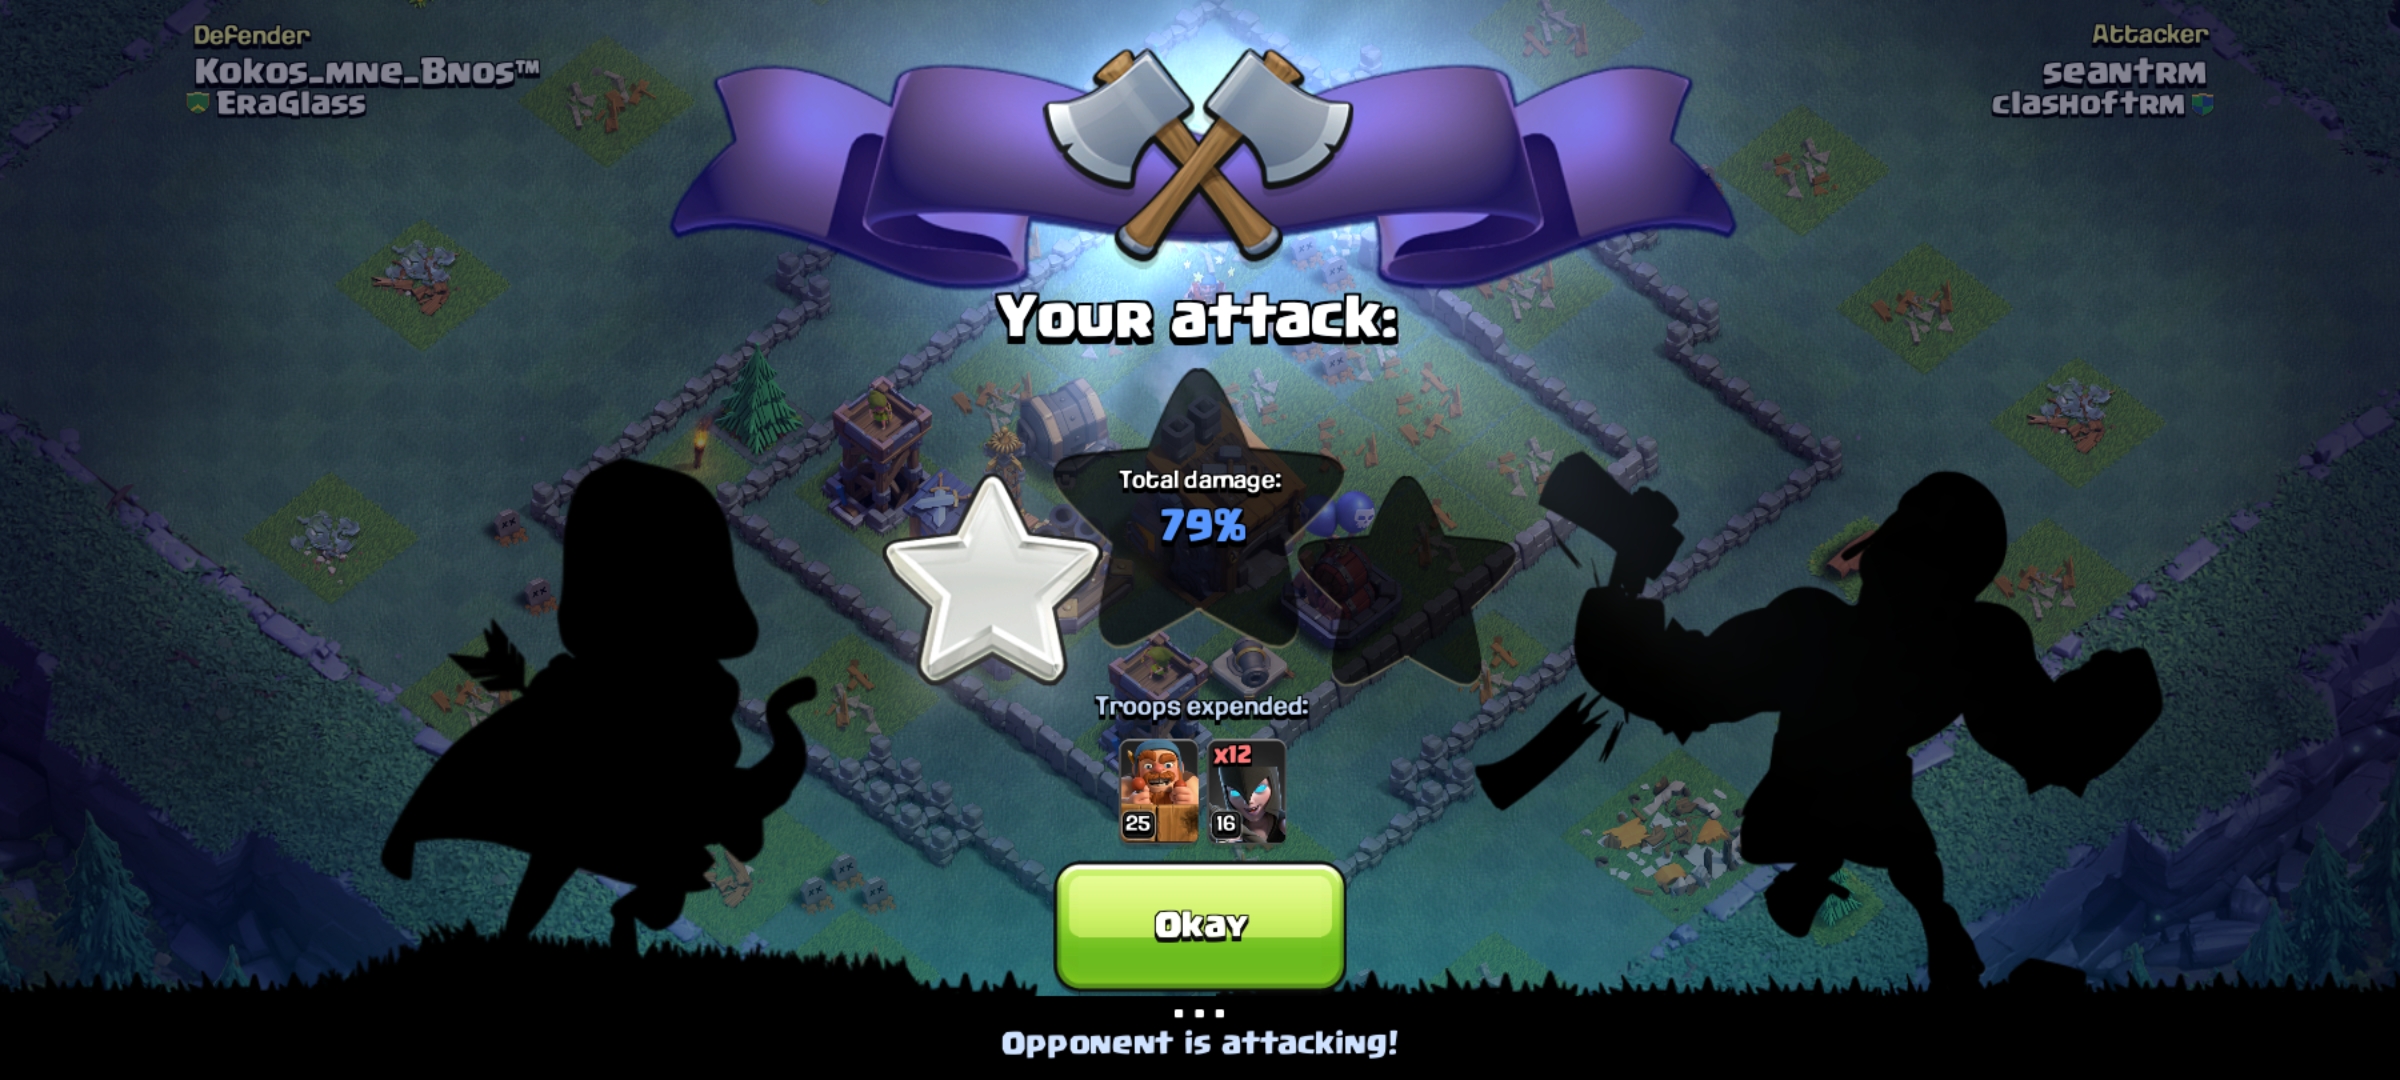 Defender
Kokos_mne_Bnos™
EraGlass
Attacker
seantrm
clashoftrm
Your attack:
Total damage:
79%
Troops expended:
x12
25
16
Okay
...
Opponent is attacking!